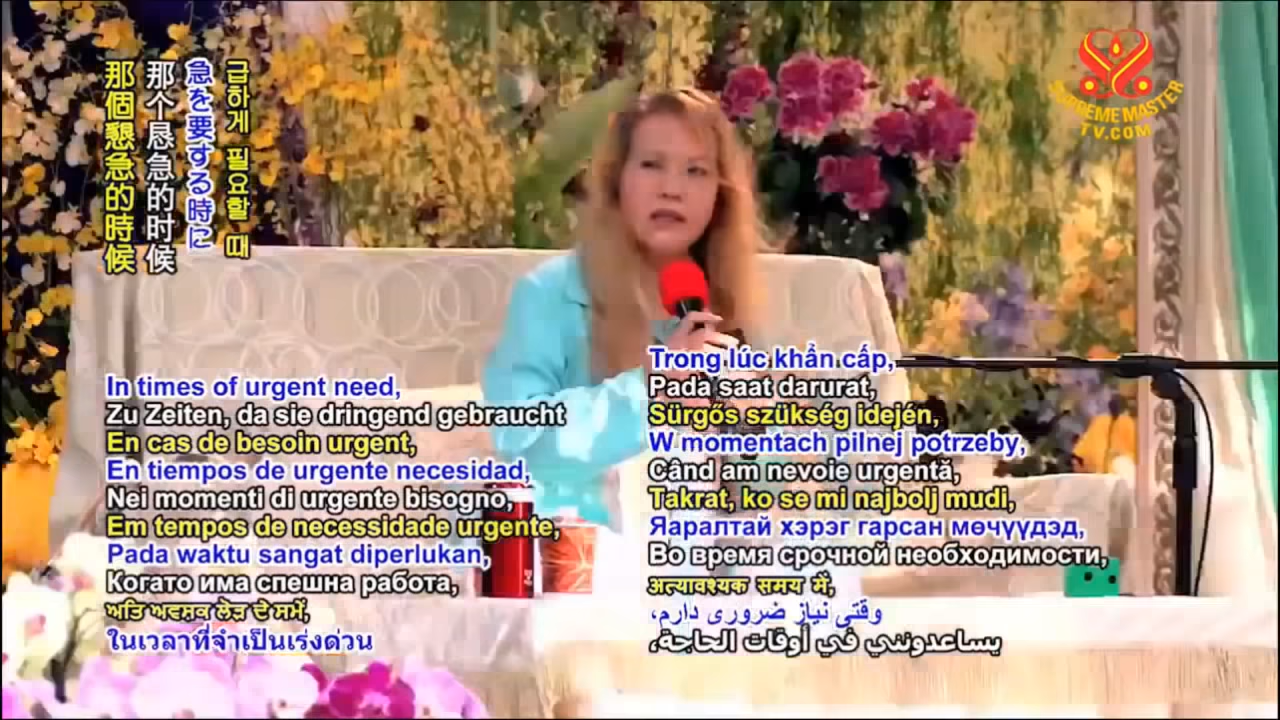 那個懇急的時候
那个恳急的时候
急を要する時に
급하게 필요할 때
SUPREME MASTER
TV.COM
In times of urgent need,
Zu Zeiten, da sie dringend gebraucht
En cas de besoin urgent,
En tiempos de urgente necesidad,
Nei momenti di urgente bisogno,
Em tempos de necessidade urgente,
Pada waktu sangat diperlukan,
Когато има спешна работа,
ਅਤਿ ਅਵਸ਼ਕ ਲੋੜ ਦੇ ਸਮੇਂ,
ในเวลาที่จำเป็นเร่งด่วน
Trong lúc khẩn cấp,
Pada saat darurat,
Sürgős szükség idején,
W momentach pilnej potrzeby,
Când am nevoie urgentă,
Takrat, ko se mi najbolj mudi,
Яаралтай хэрэг гарсан мөчүүдэд,
Во время срочной необходимости,
अत्यावश्यक समय में,
وقتی نیاز ضروری دارم،
يساعدونني في أوقات الحاجة،